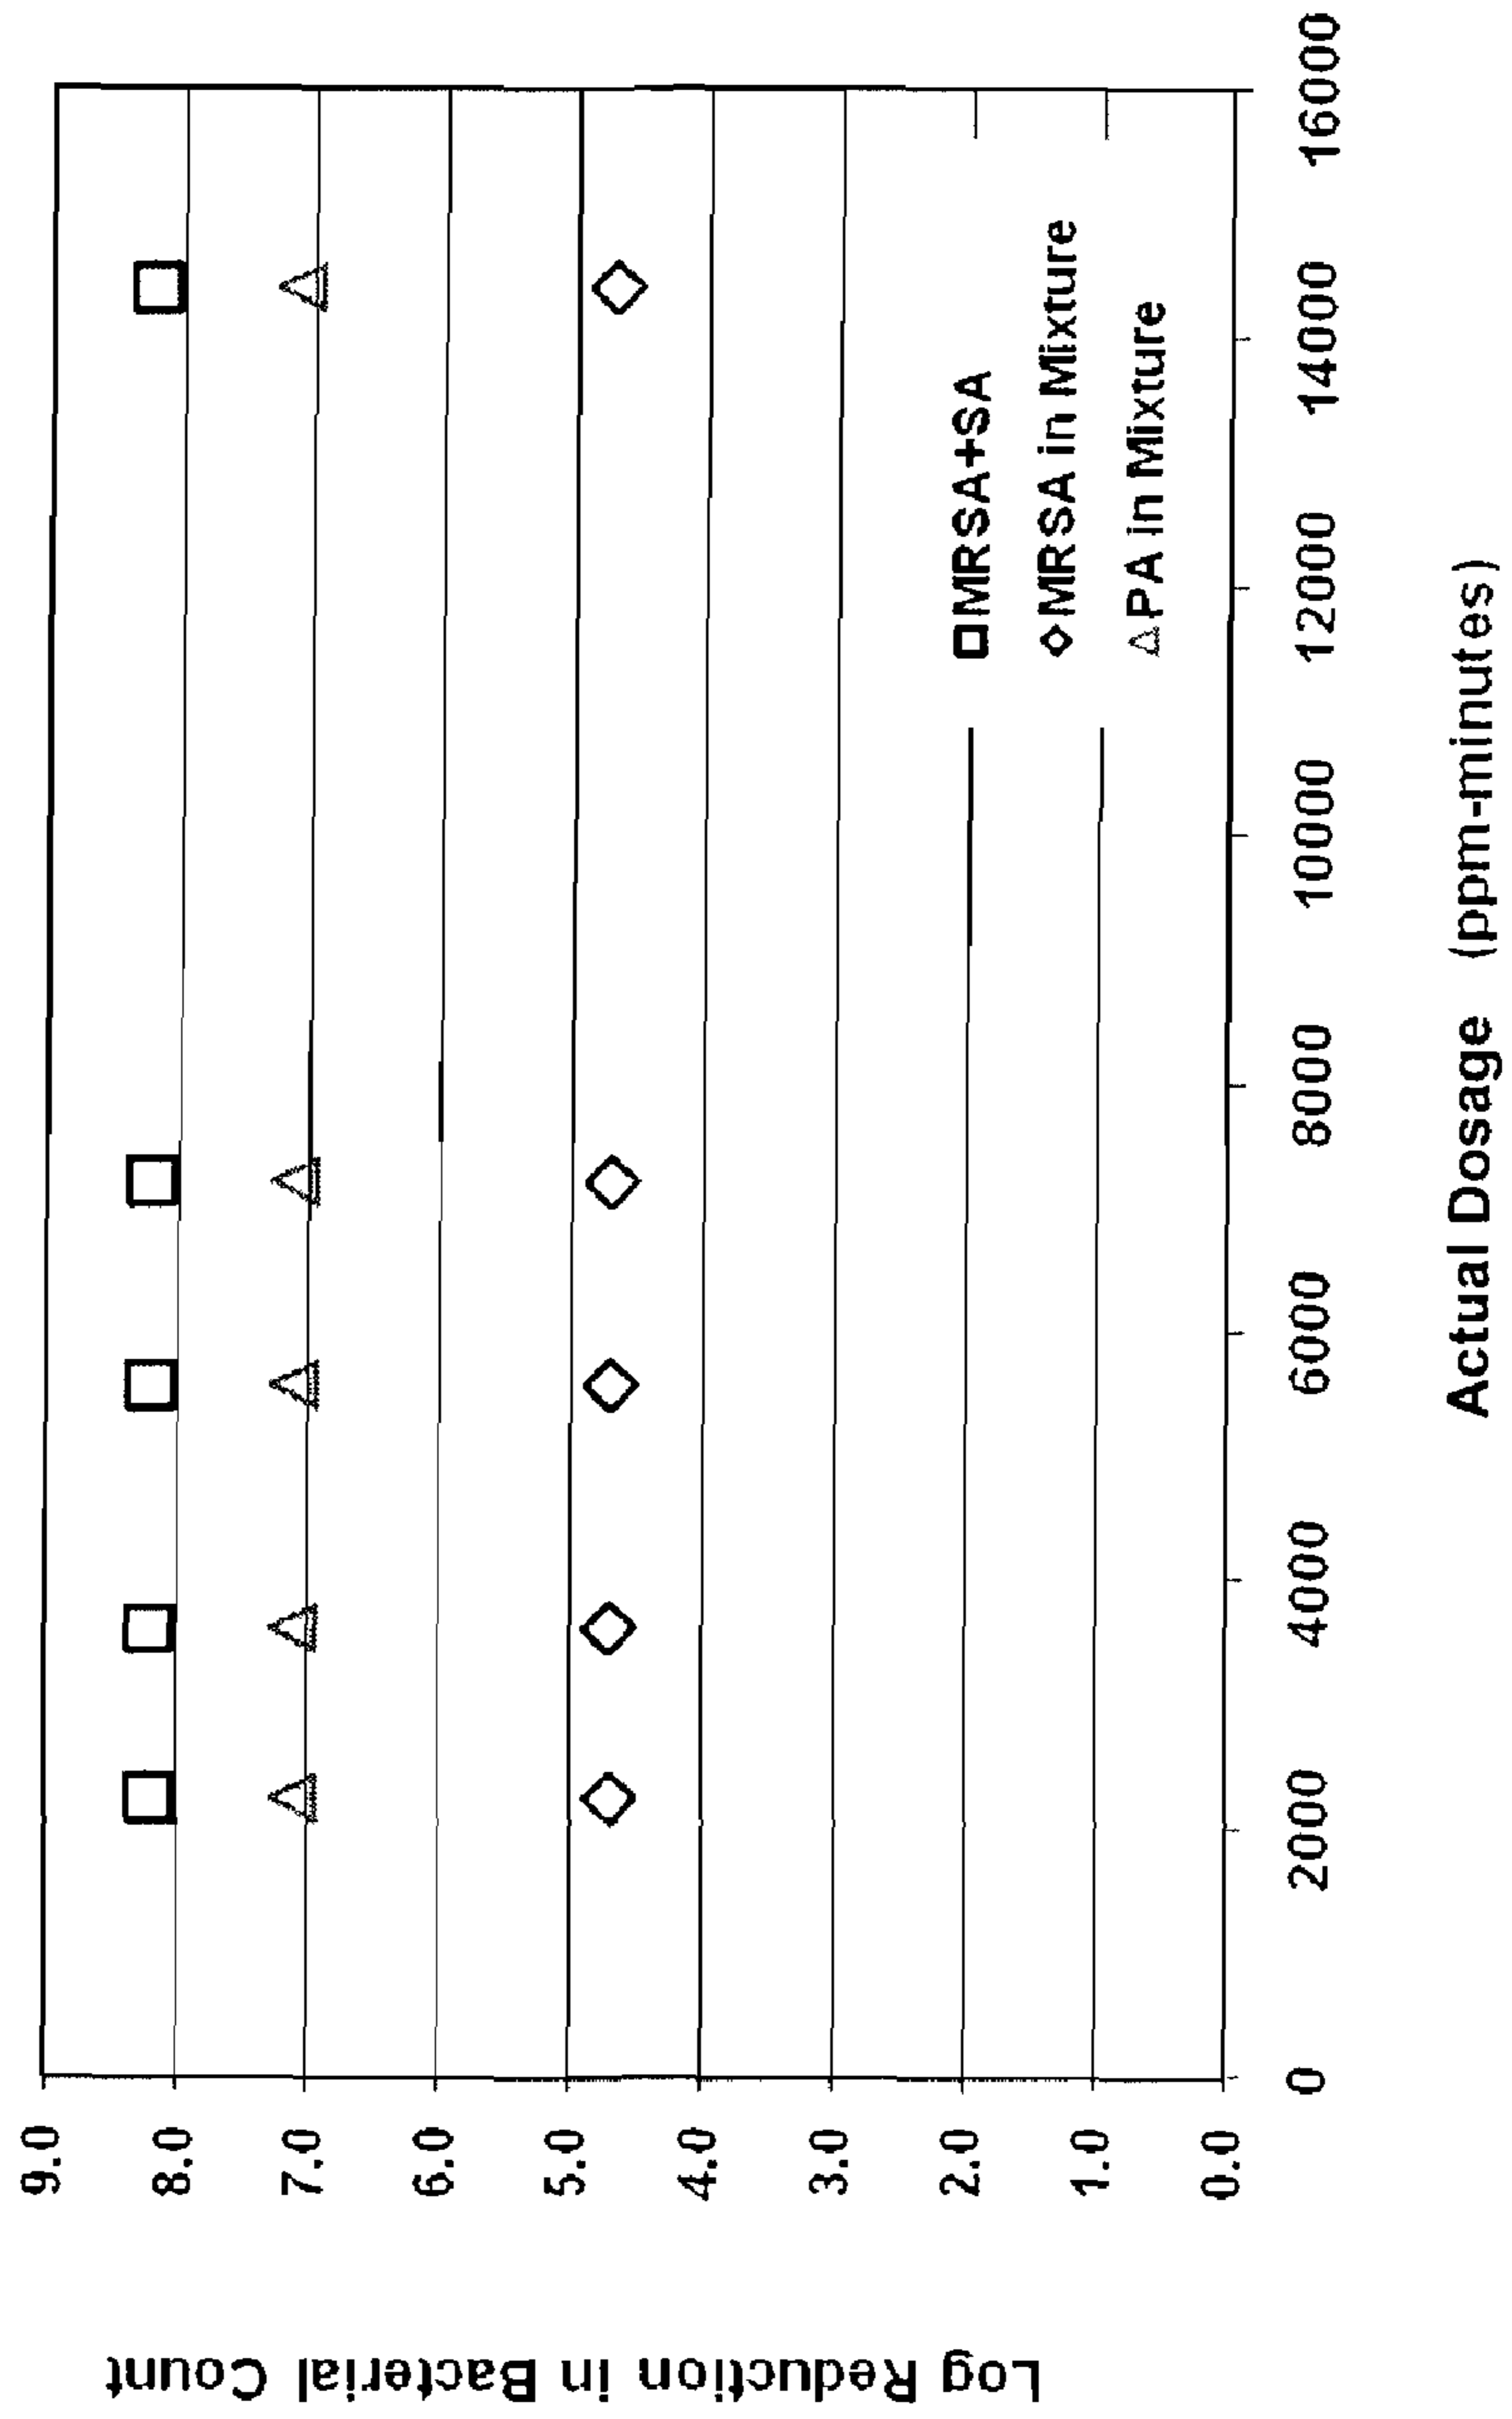 Log Reduction in Bacterial Count
9.0
8.0
7.0
6.0
5.0
4.0
3.0
2.0
1.0
0.0
MRSA+SA
MRSA in Mixture
PA in Mixture
0 2000 4000 6000 8000 10000 12000 14000 16000
Actual Dosage (ppm-minutes)